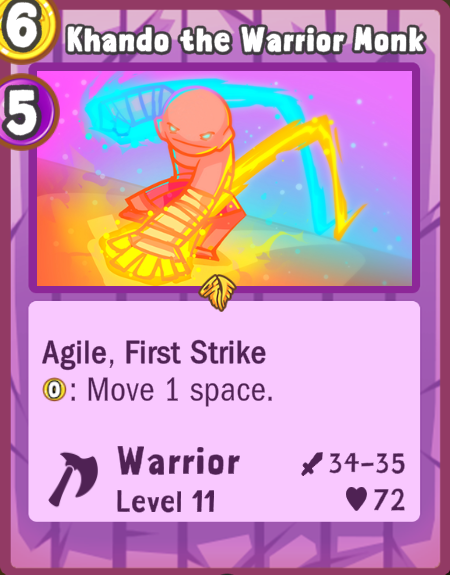 6
Khando the Warrior Monk
5
Agile, First Strike
0: Move 1 space.
Warrior
34–35
Level 11
72